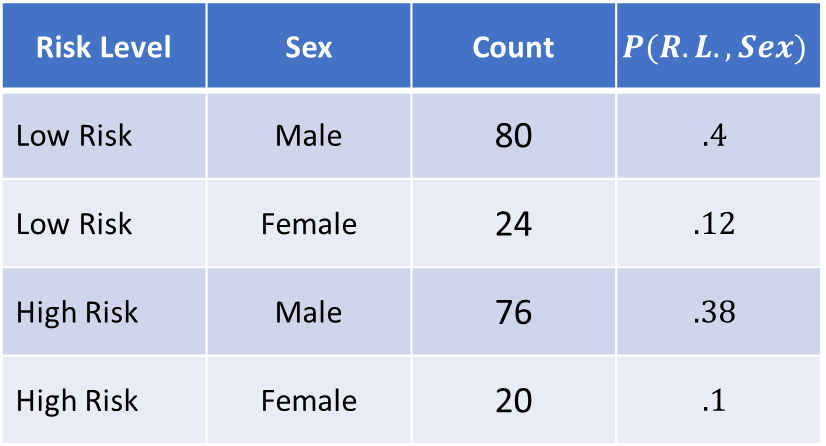 Risk Level Sex Count P(R.L.,Sex)
Low Risk Male 80 .4
Low Risk Female 24 .12
High Risk Male 76 .38
High Risk Female 20 .1